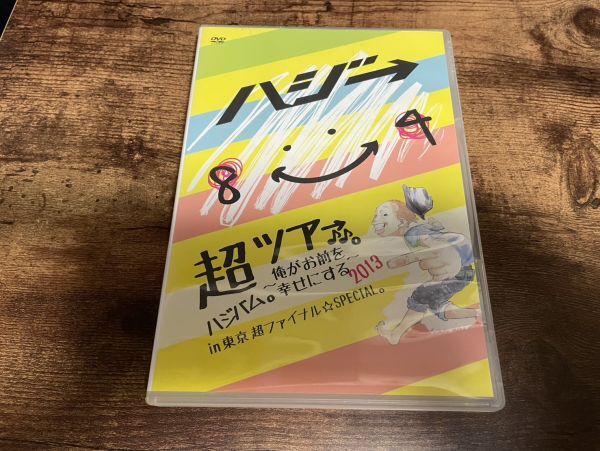 DVD
ハジ→
8 4
超ツアー♪♪。
ハジバム。～俺がお前を幸せにする～2013
in 東京 超ファイナル☆SPECIAL。